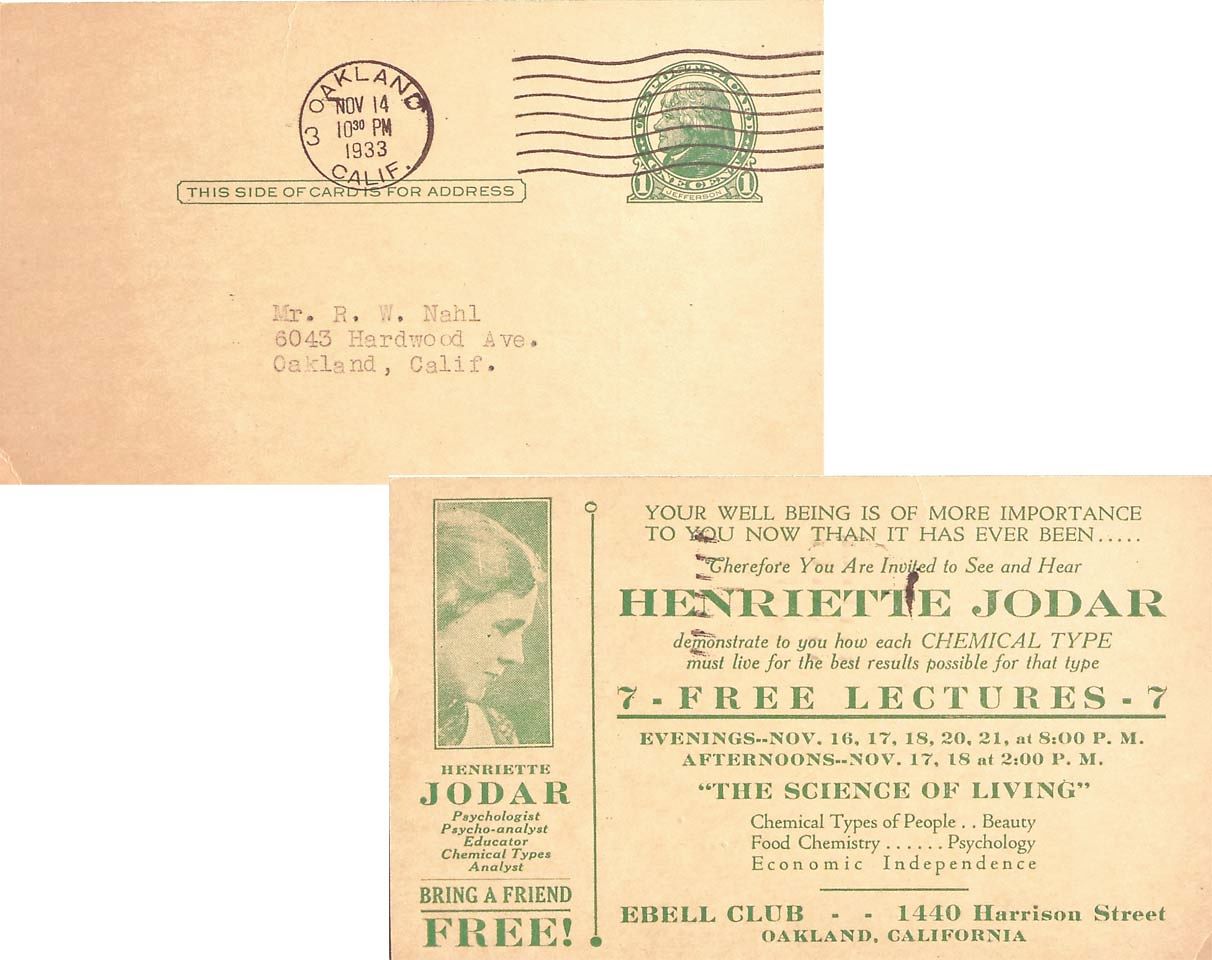 OAKLAND
NOV 14
10³⁰ PM
1933
CALIF.
3
U.S. POSTAL CARD
ONE CENT
1 1
JEFFERSON
THIS SIDE OF CARD IS FOR ADDRESS
Mr. R. W. Nahl
6043 Hardwood Ave.
Oakland, Calif.
HENRIETTE
JODAR
Psychologist
Psycho-analyst
Educator
Chemical Types
Analyst
BRING A FRIEND
FREE!
YOUR WELL BEING IS OF MORE IMPORTANCE
TO YOU NOW THAN IT HAS EVER BEEN.....
Therefore You Are Invited to See and Hear
HENRIETTE JODAR
demonstrate to you how each CHEMICAL TYPE
must live for the best results possible for that type
7 - FREE LECTURES - 7
EVENINGS--NOV. 16, 17, 18, 20, 21, at 8:00 P. M.
AFTERNOONS--NOV. 17, 18 at 2:00 P. M.
“THE SCIENCE OF LIVING”
Chemical Types of People . . Beauty
Food Chemistry . . . . . . Psychology
Economic Independence
EBELL CLUB - - 1440 Harrison Street
OAKLAND, CALIFORNIA